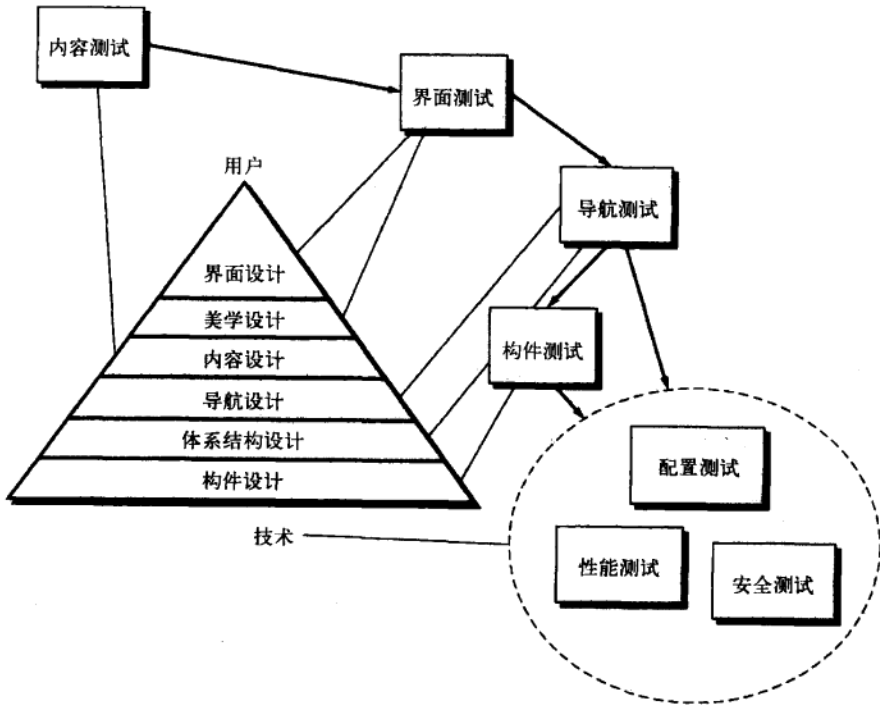 内容测试
界面测试
用户
导航测试
界面设计
美学设计
构件测试
内容设计
导航设计
体系结构设计
配置测试
构件设计
技术
性能测试
安全测试